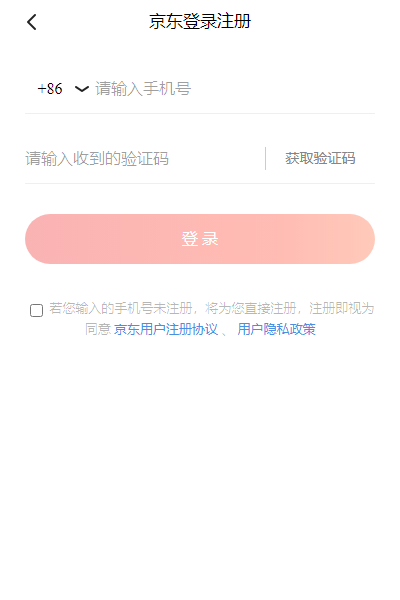 京东登录注册
+86 请输入手机号
请输入收到的验证码 获取验证码
登录
若您输入的手机号未注册，将为您直接注册，注册即视为
同意 京东用户注册协议 、 用户隐私政策